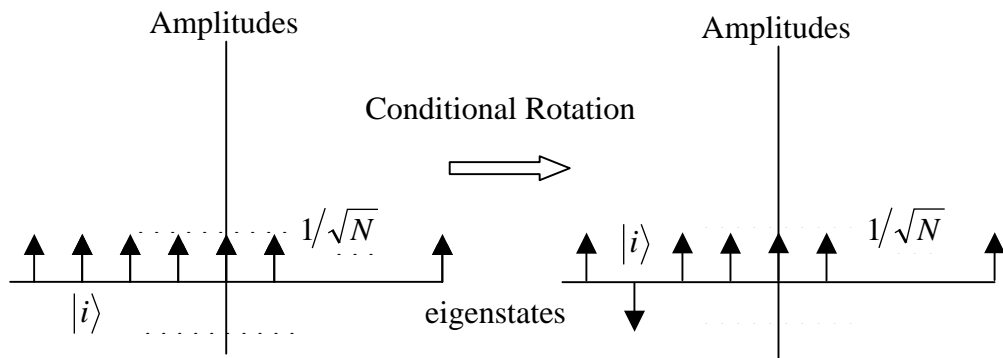 Amplitudes
Amplitudes
Conditional Rotation
1/√N
|i⟩
1/√N
|i⟩
eigenstates